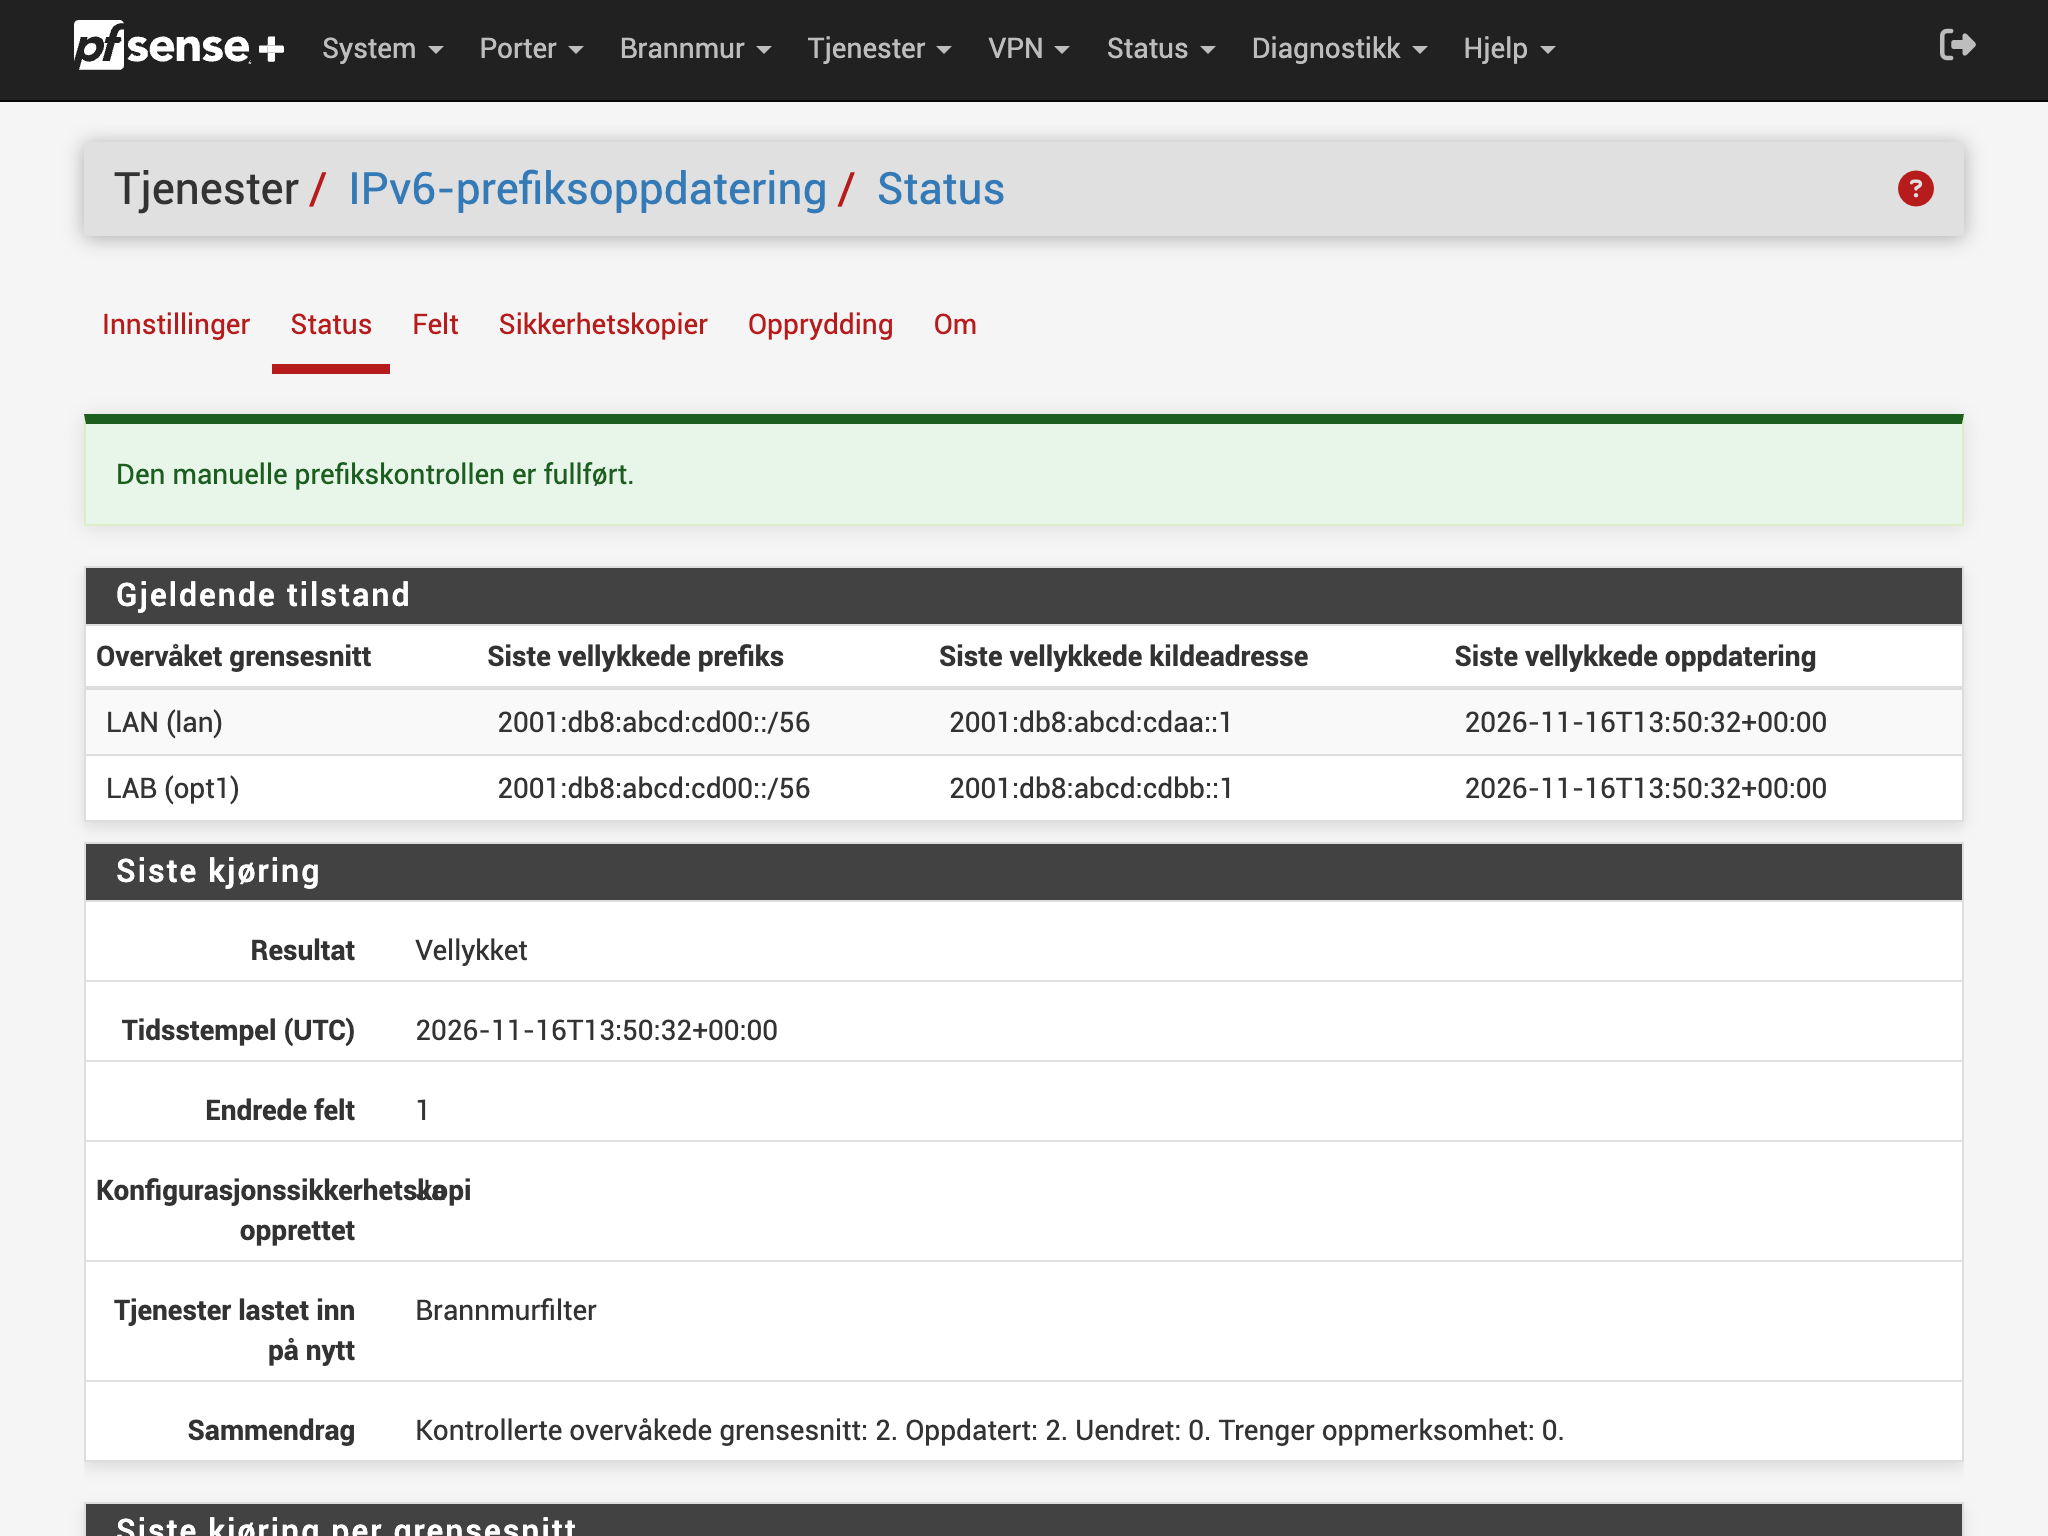 pfsense+ System Porter Brannmur Tjenester VPN Status Diagnostikk Hjelp
Tjenester / IPv6-prefiksoppdatering / Status ?
Innstillinger Status Felt Sikkerhetskopier Opprydding Om
Den manuelle prefikskontrollen er fullført.
Gjeldende tilstand
Overvåket grensesnitt Siste vellykkede prefiks Siste vellykkede kildeadresse Siste vellykkede oppdatering
LAN (lan) 2001:db8:abcd:cd00::/56 2001:db8:abcd:cdaa::1 2026-11-16T13:50:32+00:00
LAB (opt1) 2001:db8:abcd:cd00::/56 2001:db8:abcd:cdbb::1 2026-11-16T13:50:32+00:00
Siste kjøring
Resultat Vellykket
Tidsstempel (UTC) 2026-11-16T13:50:32+00:00
Endrede felt 1
Konfigurasjonssikkerhetskopi
opprettet
Tjenester lastet inn Brannmurfilter
på nytt
Sammendrag Kontrollerte overvåkede grensesnitt: 2. Oppdatert: 2. Uendret: 0. Trenger oppmerksomhet: 0.
Siste kjøring per grensesnitt